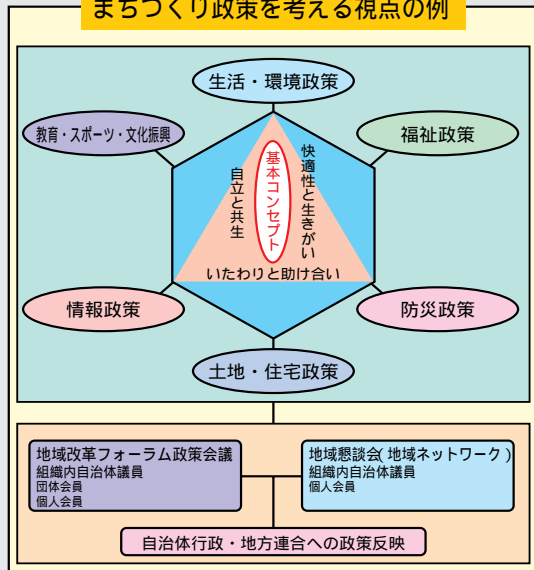 まちづくり政策を考える視点の例
生活・環境政策
教育・スポーツ・文化振興
福祉政策
自立と共生
基本コンセプト
快適性と生きがい
いたわりと助け合い
情報政策
防災政策
土地・住宅政策
地域改革フォーラム政策会議
組織内自治体議員
団体会員
個人会員
地域懇談会(地域ネットワーク)
組織内自治体議員
個人会員
自治体行政・地方連合への政策反映